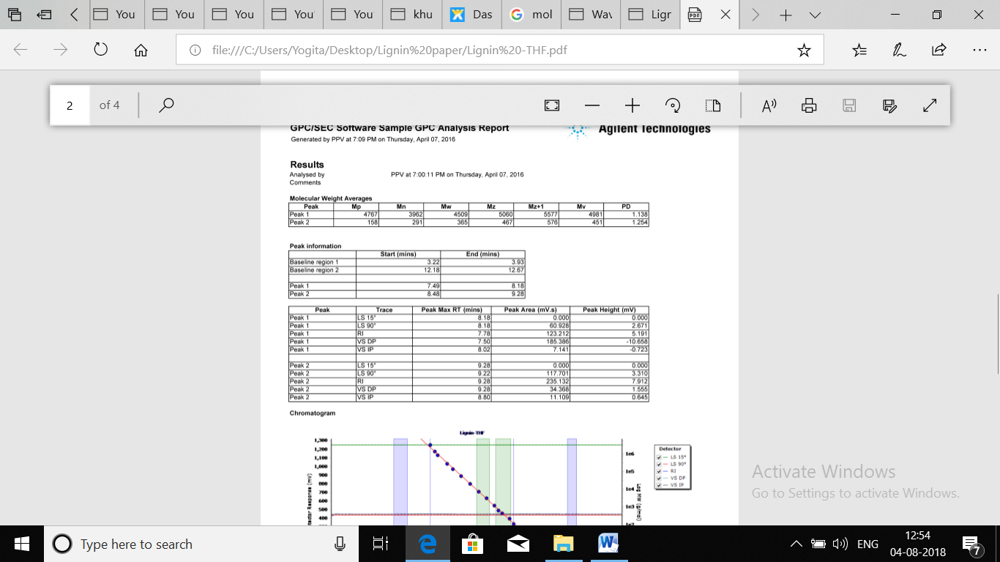 You You You You You khu Das mol Wav Ligr
file:///C:/Users/Yogita/Desktop/Lignin%20paper/Lignin%20-THF.pdf
2 of 4
GPC/SEC Software Sample GPC Analysis Report
Agilent Technologies
Generated by PPV at 7:09 PM on Thursday, April 07, 2016
Results
Analysed by PPV at 7:00:11 PM on Thursday, April 07, 2016
Comments
Molecular Weight Averages
Peak Mp Mn Mw Mz Mz+1 Mv PD
Peak 1 4767 3962 4509 5060 5577 4981 1.138
Peak 2 158 291 365 467 576 451 1.254
Peak information
Start (mins) End (mins)
Baseline region 1 3.22 3.93
Baseline region 2 12.18 12.67
Peak 1 7.49 8.18
Peak 2 8.48 9.28
Peak Trace Peak Max RT (mins) Peak Area (mV.s) Peak Height (mV)
Peak 1 LS 15° 8.18 0.000 0.000
Peak 1 LS 90° 8.18 60.928 2.671
Peak 1 RI 7.78 123.212 5.191
Peak 1 VS DP 7.50 185.386 -10.658
Peak 1 VS IP 8.02 7.141 -0.723
Peak 2 LS 15° 9.28 0.000 0.000
Peak 2 LS 90° 9.22 117.701 3.310
Peak 2 RI 9.28 235.132 7.912
Peak 2 VS DP 9.28 34.368 1.555
Peak 2 VS IP 8.80 11.109 0.645
Chromatogram
Lignin-THF
1,300
1,200
1,100
1,000
900
800
700
600
500
400
Response (mV)
1e6
1e5
1e4
1e3
Log MW (g/mol)
Detector
LS 15°
LS 90°
RI
VS DP
VS IP
Activate Windows
Go to Settings to activate Windows.
Type here to search
ENG
12:54
04-08-2018
7